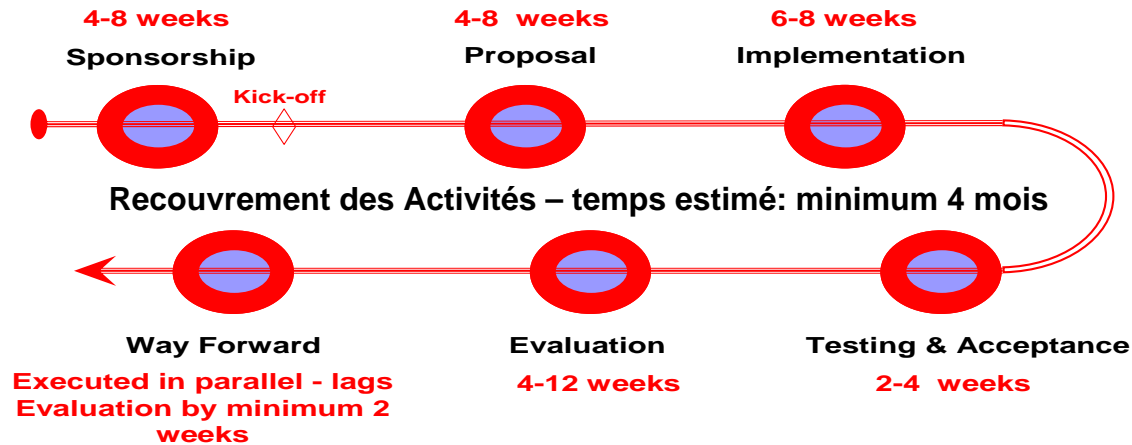 4-8 weeks
4-8 weeks
6-8 weeks
Sponsorship
Proposal
Implementation
Kick-off
Recouvrement des Activités – temps estimé: minimum 4 mois
Way Forward
Evaluation
Testing & Acceptance
Executed in parallel - lags
Evaluation by minimum 2
weeks
4-12 weeks
2-4 weeks